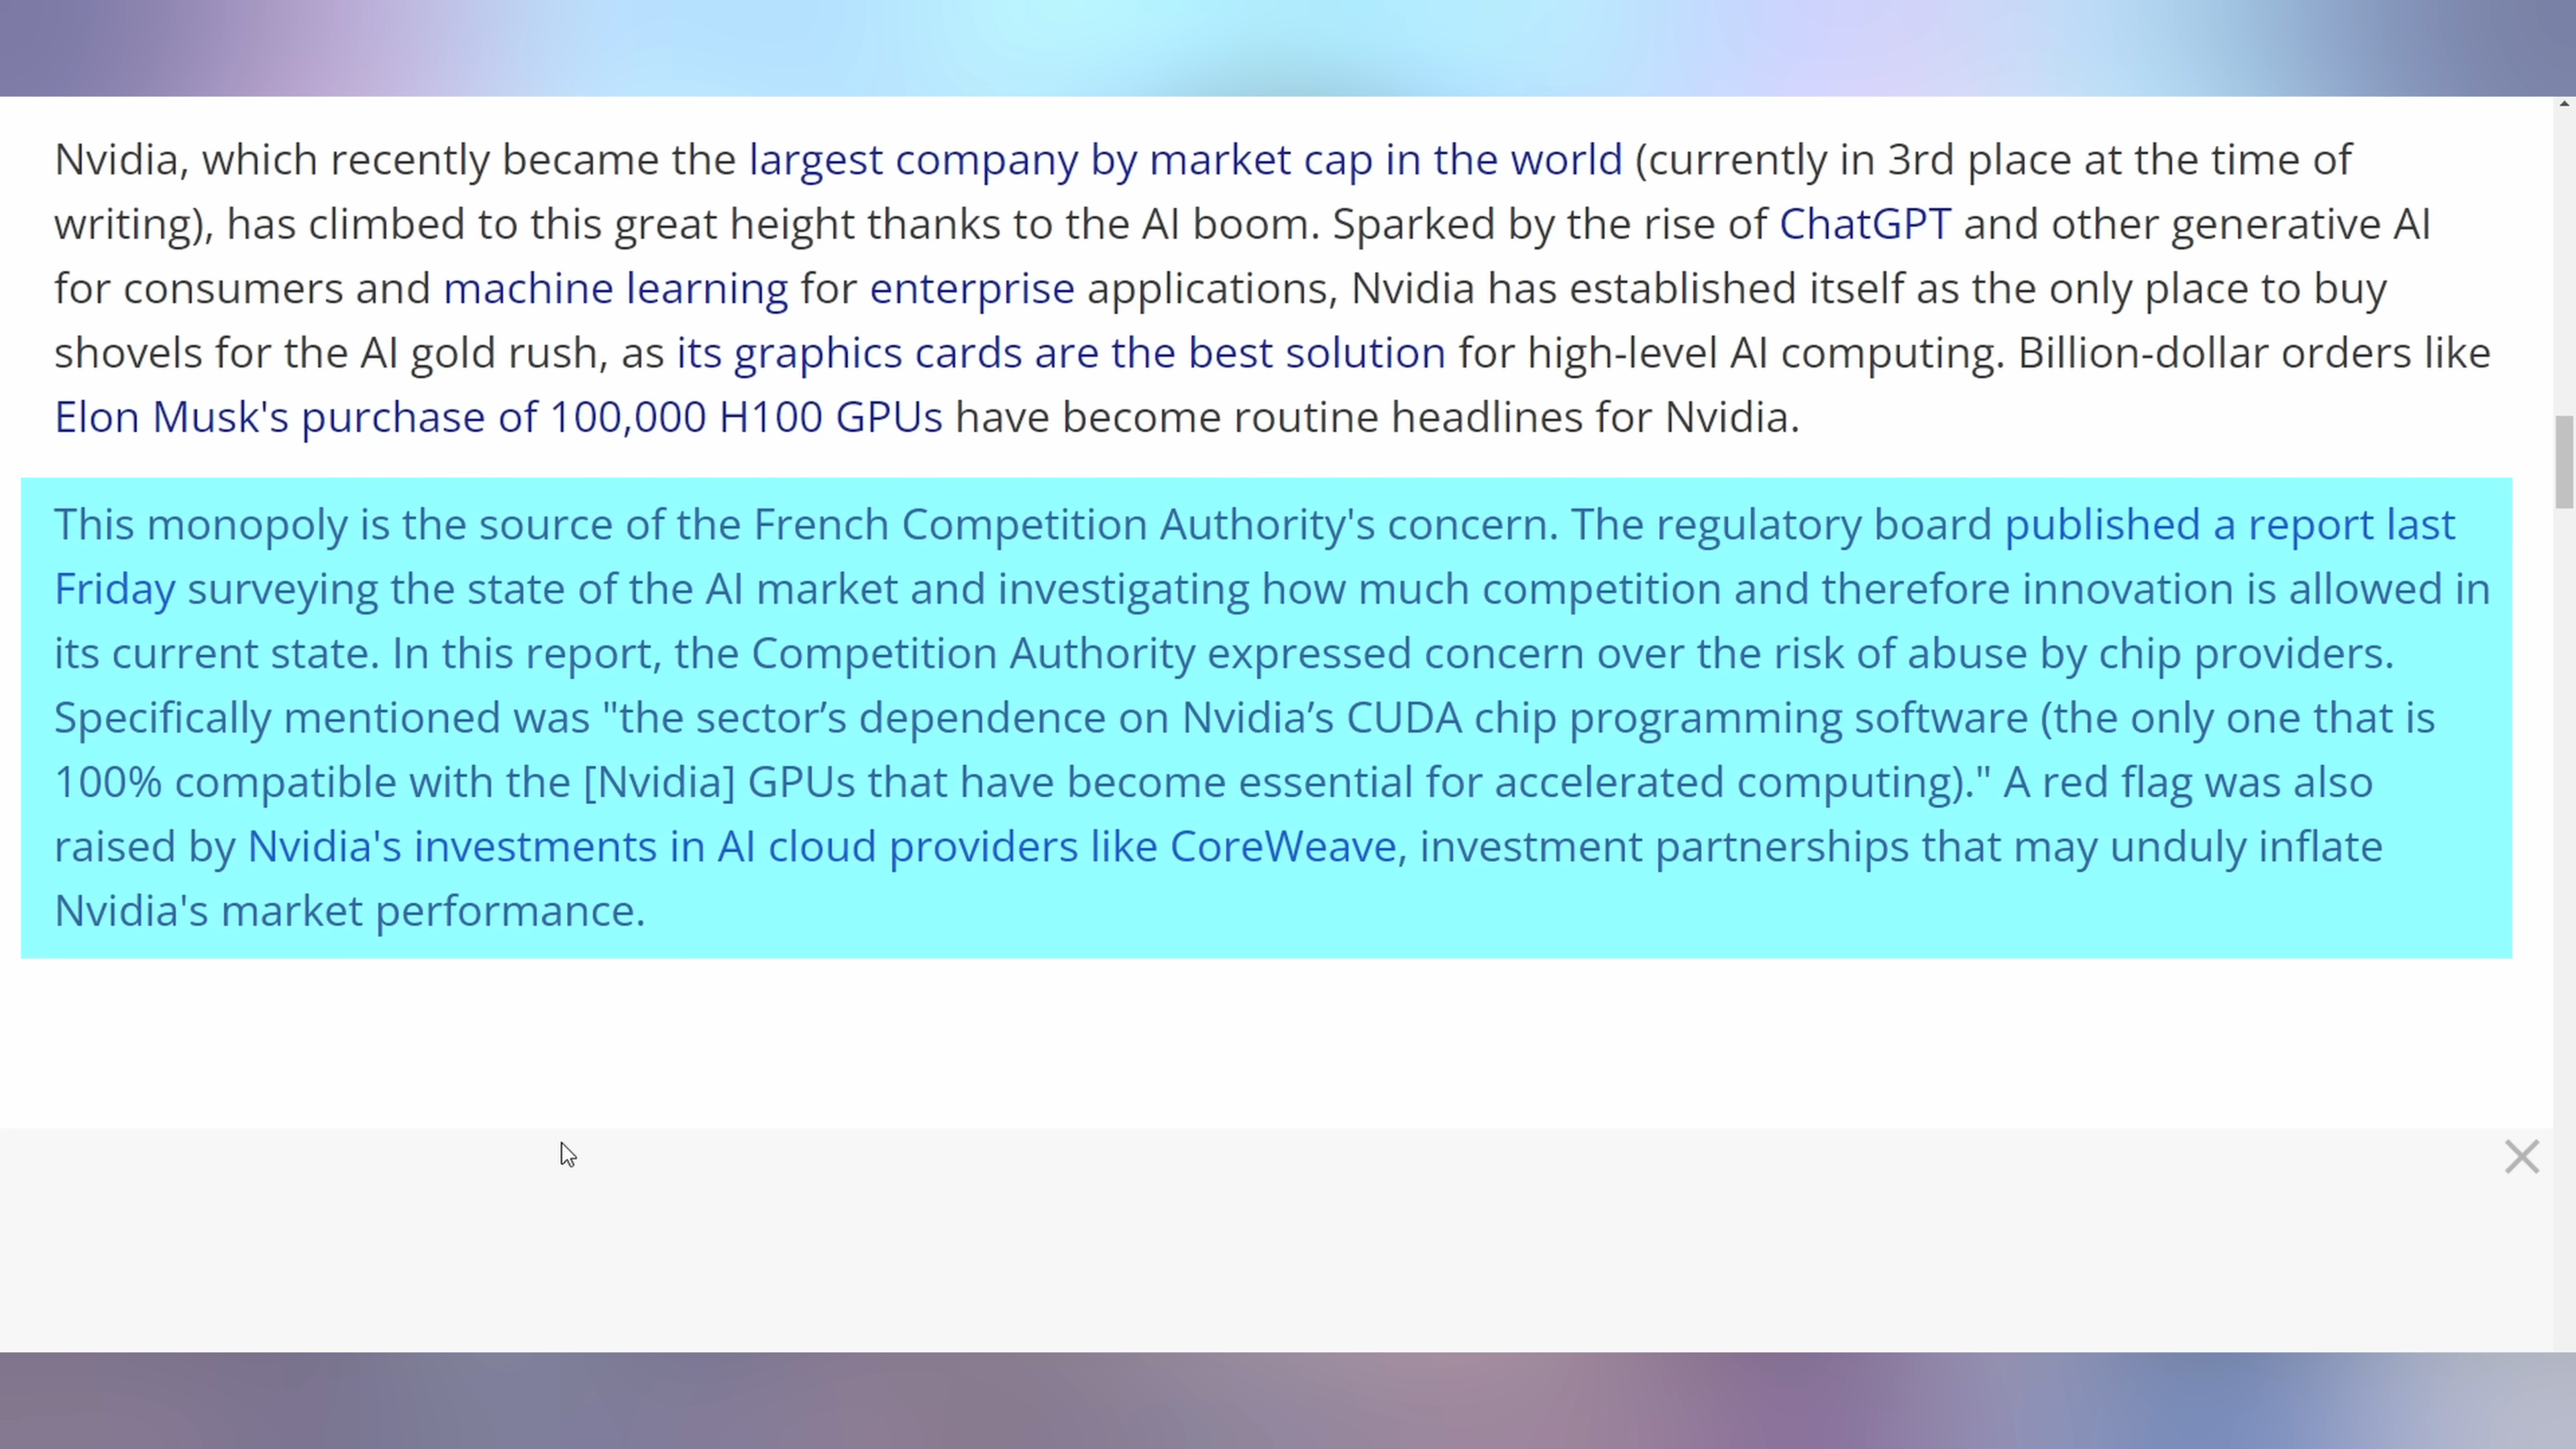 Nvidia, which recently became the largest company by market cap in the world (currently in 3rd place at the time of
writing), has climbed to this great height thanks to the AI boom. Sparked by the rise of ChatGPT and other generative AI
for consumers and machine learning for enterprise applications, Nvidia has established itself as the only place to buy
shovels for the AI gold rush, as its graphics cards are the best solution for high-level AI computing. Billion-dollar orders like
Elon Musk's purchase of 100,000 H100 GPUs have become routine headlines for Nvidia.
This monopoly is the source of the French Competition Authority's concern. The regulatory board published a report last
Friday surveying the state of the AI market and investigating how much competition and therefore innovation is allowed in
its current state. In this report, the Competition Authority expressed concern over the risk of abuse by chip providers.
Specifically mentioned was "the sector’s dependence on Nvidia’s CUDA chip programming software (the only one that is
100% compatible with the [Nvidia] GPUs that have become essential for accelerated computing)." A red flag was also
raised by Nvidia's investments in AI cloud providers like CoreWeave, investment partnerships that may unduly inflate
Nvidia's market performance.